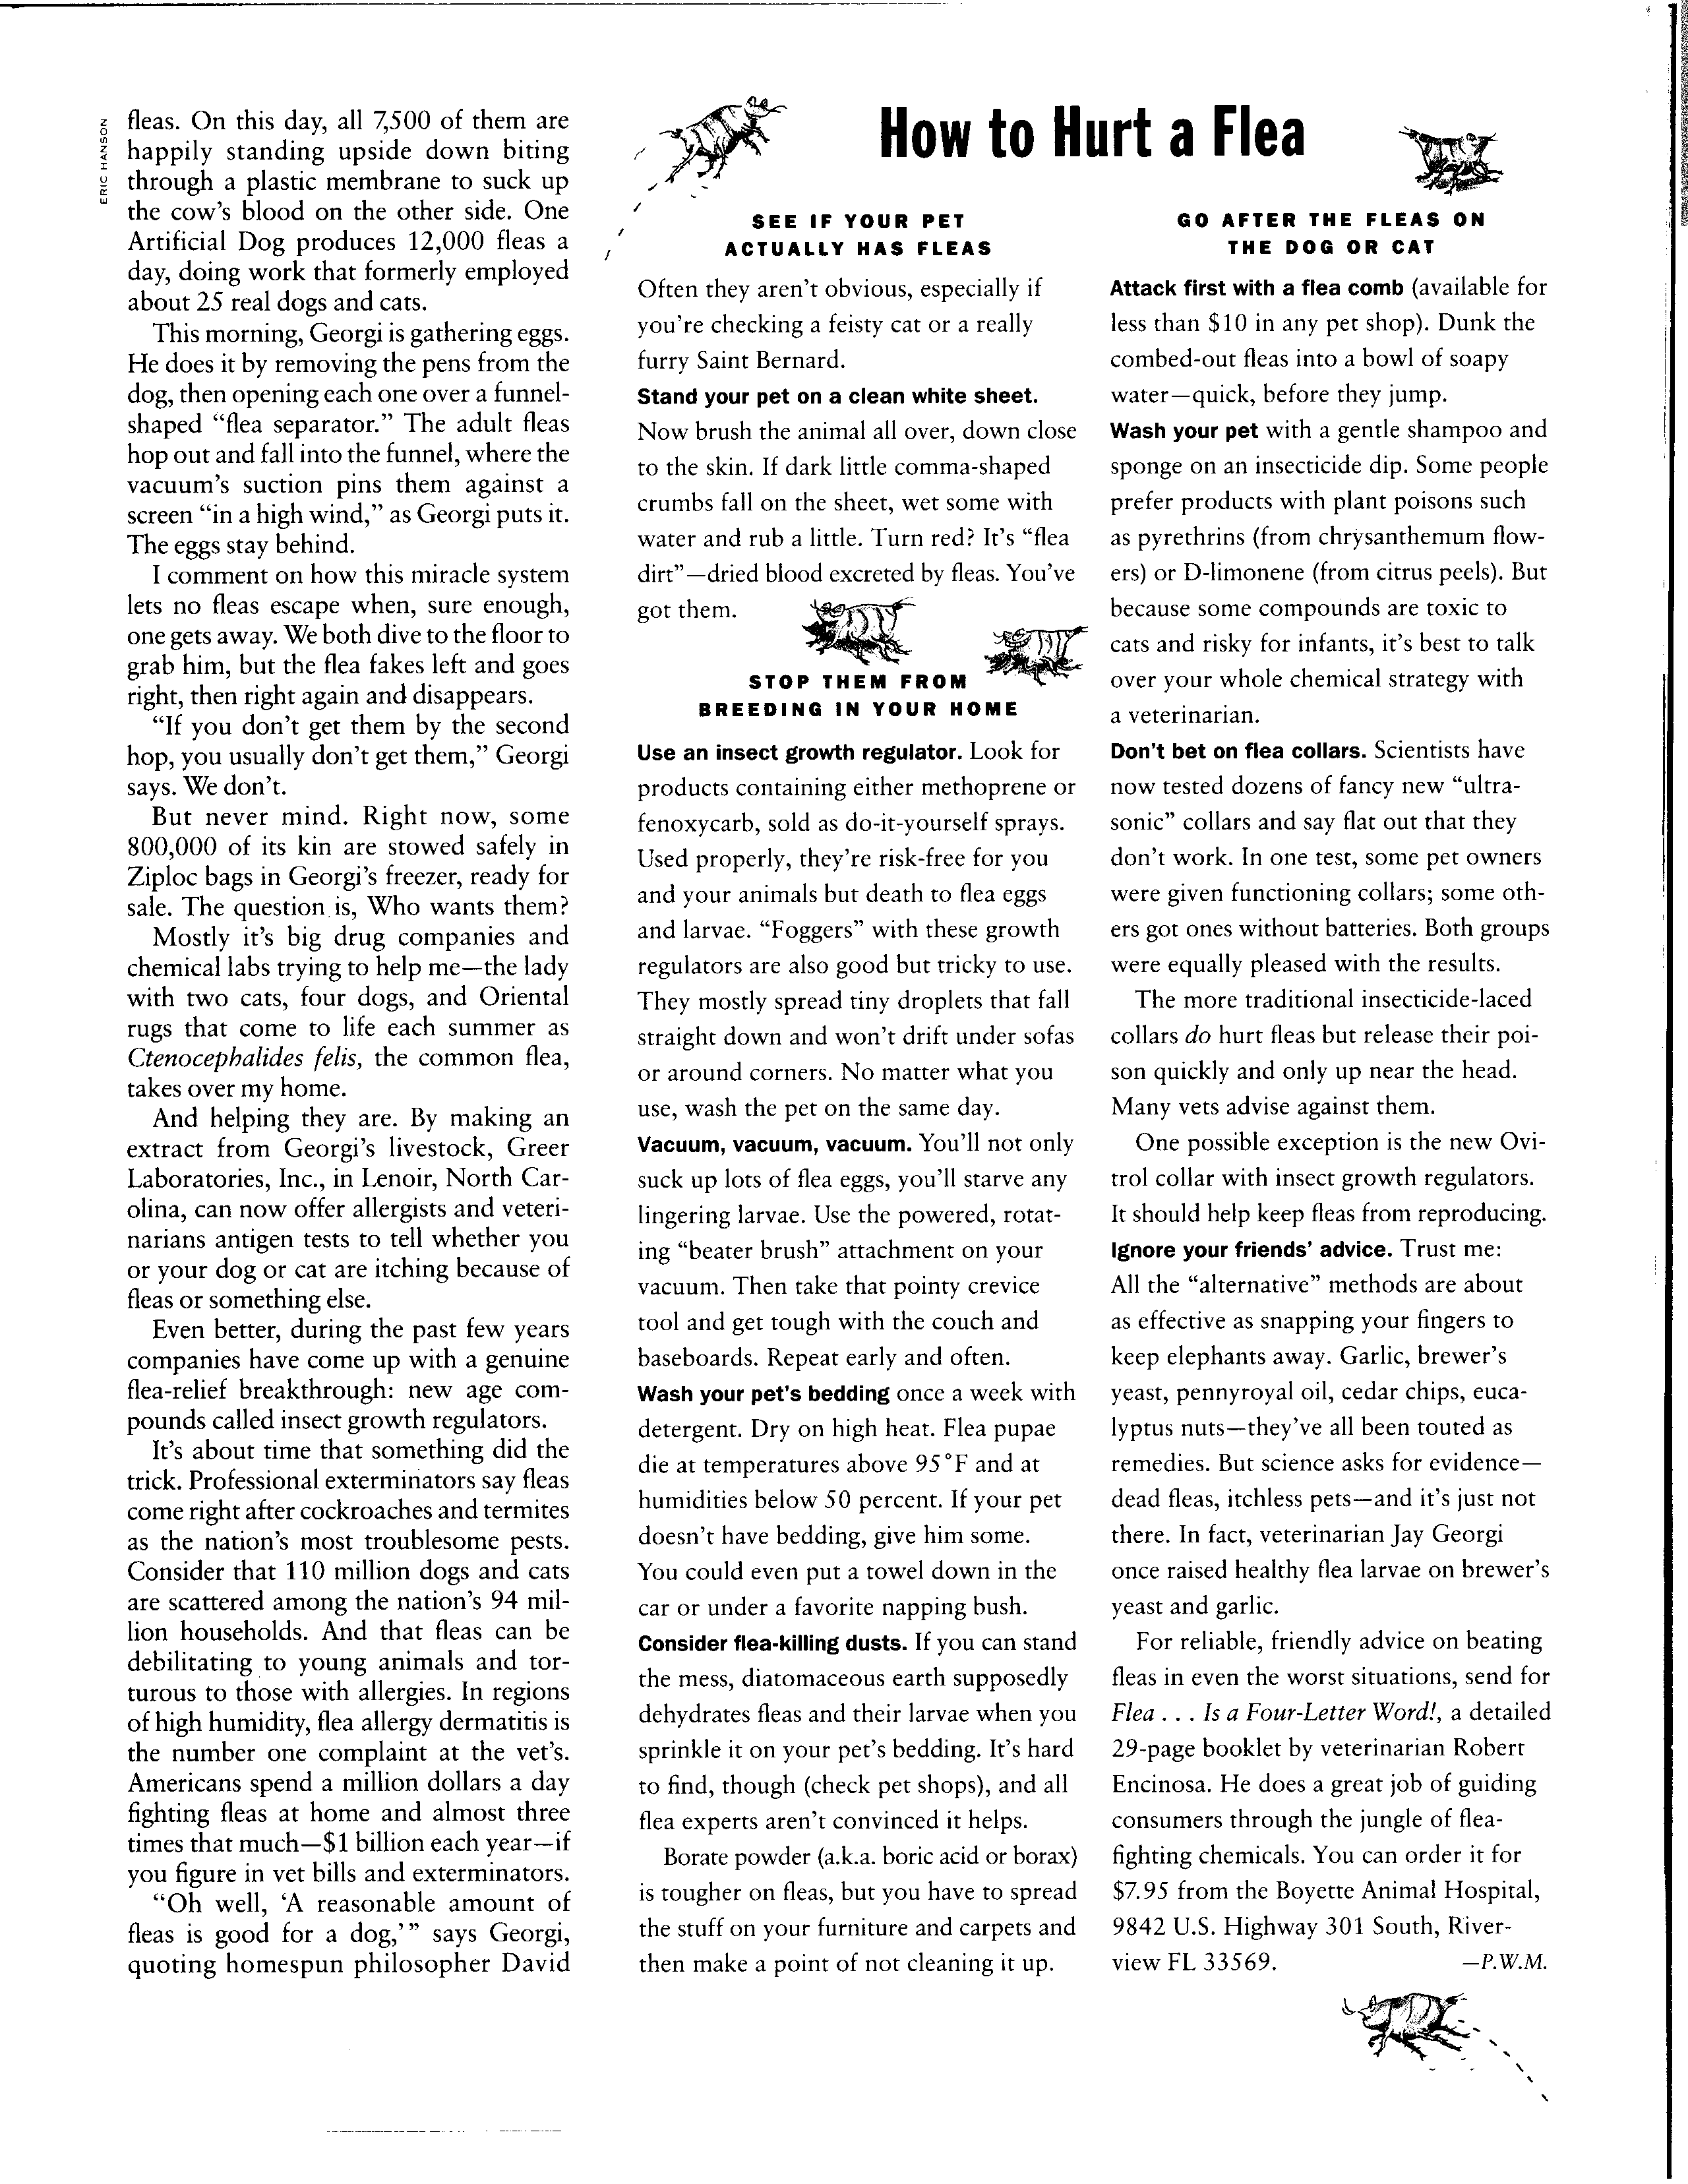 ERIC HANSON
fleas. On this day, all 7,500 of them are
happily standing upside down biting
through a plastic membrane to suck up
the cow's blood on the other side. One
Artificial Dog produces 12,000 fleas a
day, doing work that formerly employed
about 25 real dogs and cats.
This morning, Georgi is gathering eggs.
He does it by removing the pens from the
dog, then opening each one over a funnel-
shaped “flea separator.” The adult fleas
hop out and fall into the funnel, where the
vacuum's suction pins them against a
screen “in a high wind,” as Georgi puts it.
The eggs stay behind.
I comment on how this miracle system
lets no fleas escape when, sure enough,
one gets away. We both dive to the floor to
grab him, but the flea fakes left and goes
right, then right again and disappears.
“If you don't get them by the second
hop, you usually don't get them,” Georgi
says. We don't.
But never mind. Right now, some
800,000 of its kin are stowed safely in
Ziploc bags in Georgi's freezer, ready for
sale. The question is, Who wants them?
Mostly it's big drug companies and
chemical labs trying to help me—the lady
with two cats, four dogs, and Oriental
rugs that come to life each summer as
Ctenocephalides felis, the common flea,
takes over my home.
And helping they are. By making an
extract from Georgi's livestock, Greer
Laboratories, Inc., in Lenoir, North Car-
olina, can now offer allergists and veteri-
narians antigen tests to tell whether you
or your dog or cat are itching because of
fleas or something else.
Even better, during the past few years
companies have come up with a genuine
flea-relief breakthrough: new age com-
pounds called insect growth regulators.
It's about time that something did the
trick. Professional exterminators say fleas
come right after cockroaches and termites
as the nation's most troublesome pests.
Consider that 110 million dogs and cats
are scattered among the nation's 94 mil-
lion households. And that fleas can be
debilitating to young animals and tor-
turous to those with allergies. In regions
of high humidity, flea allergy dermatitis is
the number one complaint at the vet's.
Americans spend a million dollars a day
fighting fleas at home and almost three
times that much—$1 billion each year—if
you figure in vet bills and exterminators.
“Oh well, ‘A reasonable amount of
fleas is good for a dog,’” says Georgi,
quoting homespun philosopher David
How to Hurt a Flea
SEE IF YOUR PET
ACTUALLY HAS FLEAS
Often they aren't obvious, especially if
you're checking a feisty cat or a really
furry Saint Bernard.
Stand your pet on a clean white sheet.
Now brush the animal all over, down close
to the skin. If dark little comma-shaped
crumbs fall on the sheet, wet some with
water and rub a little. Turn red? It's “flea
dirt”—dried blood excreted by fleas. You've
got them.
STOP THEM FROM
BREEDING IN YOUR HOME
Use an insect growth regulator. Look for
products containing either methoprene or
fenoxycarb, sold as do-it-yourself sprays.
Used properly, they're risk-free for you
and your animals but death to flea eggs
and larvae. “Foggers” with these growth
regulators are also good but tricky to use.
They mostly spread tiny droplets that fall
straight down and won't drift under sofas
or around corners. No matter what you
use, wash the pet on the same day.
Vacuum, vacuum, vacuum. You'll not only
suck up lots of flea eggs, you'll starve any
lingering larvae. Use the powered, rotat-
ing “beater brush” attachment on your
vacuum. Then take that pointy crevice
tool and get tough with the couch and
baseboards. Repeat early and often.
Wash your pet's bedding once a week with
detergent. Dry on high heat. Flea pupae
die at temperatures above 95°F and at
humidities below 50 percent. If your pet
doesn't have bedding, give him some.
You could even put a towel down in the
car or under a favorite napping bush.
Consider flea-killing dusts. If you can stand
the mess, diatomaceous earth supposedly
dehydrates fleas and their larvae when you
sprinkle it on your pet's bedding. It's hard
to find, though (check pet shops), and all
flea experts aren't convinced it helps.
Borate powder (a.k.a. boric acid or borax)
is tougher on fleas, but you have to spread
the stuff on your furniture and carpets and
then make a point of not cleaning it up.
GO AFTER THE FLEAS ON
THE DOG OR CAT
Attack first with a flea comb (available for
less than $10 in any pet shop). Dunk the
combed-out fleas into a bowl of soapy
water—quick, before they jump.
Wash your pet with a gentle shampoo and
sponge on an insecticide dip. Some people
prefer products with plant poisons such
as pyrethrins (from chrysanthemum flow-
ers) or D-limonene (from citrus peels). But
because some compounds are toxic to
cats and risky for infants, it's best to talk
over your whole chemical strategy with
a veterinarian.
Don't bet on flea collars. Scientists have
now tested dozens of fancy new “ultra-
sonic” collars and say flat out that they
don't work. In one test, some pet owners
were given functioning collars; some oth-
ers got ones without batteries. Both groups
were equally pleased with the results.
The more traditional insecticide-laced
collars do hurt fleas but release their poi-
son quickly and only up near the head.
Many vets advise against them.
One possible exception is the new Ovi-
trol collar with insect growth regulators.
It should help keep fleas from reproducing.
Ignore your friends' advice. Trust me:
All the “alternative” methods are about
as effective as snapping your fingers to
keep elephants away. Garlic, brewer's
yeast, pennyroyal oil, cedar chips, euca-
lyptus nuts—they've all been touted as
remedies. But science asks for evidence—
dead fleas, itchless pets—and it's just not
there. In fact, veterinarian Jay Georgi
once raised healthy flea larvae on brewer's
yeast and garlic.
For reliable, friendly advice on beating
fleas in even the worst situations, send for
Flea . . . Is a Four-Letter Word!, a detailed
29-page booklet by veterinarian Robert
Encinosa. He does a great job of guiding
consumers through the jungle of flea-
fighting chemicals. You can order it for
$7.95 from the Boyette Animal Hospital,
9842 U.S. Highway 301 South, River-
view FL 33569. —P.W.M.